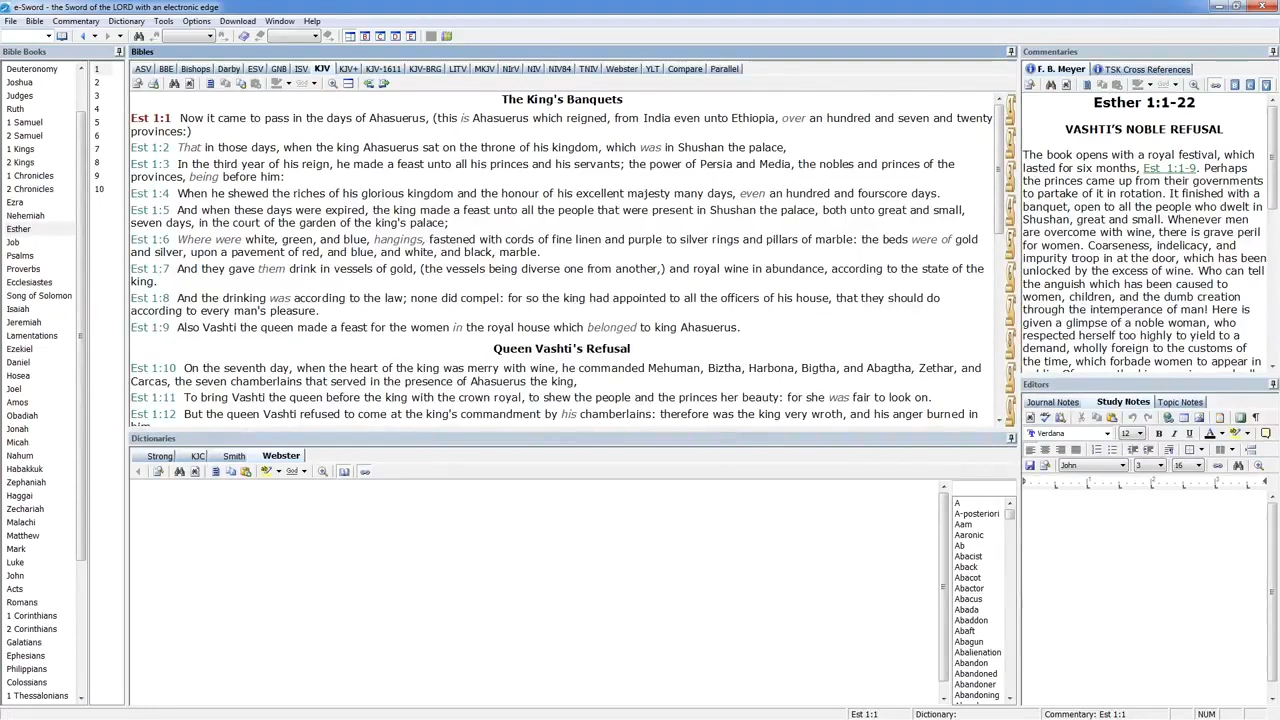 e-Sword - the Sword of the LORD with an electronic edge
File Bible Commentary Dictionary Tools Options Download Window Help
Bible Books
Deuteronomy
Joshua
Judges
Ruth
1 Samuel
2 Samuel
1 Kings
2 Kings
1 Chronicles
2 Chronicles
Ezra
Nehemiah
Esther
Job
Psalms
Proverbs
Ecclesiastes
Song of Solomon
Isaiah
Jeremiah
Lamentations
Ezekiel
Daniel
Hosea
Joel
Amos
Obadiah
Jonah
Micah
Nahum
Habakkuk
Zephaniah
Haggai
Zechariah
Malachi
Matthew
Mark
Luke
John
Acts
Romans
1 Corinthians
2 Corinthians
Galatians
Ephesians
Philippians
Colossians
1 Thessalonians
1
2
3
4
5
6
7
8
9
10
Bibles
ASV BBE Bishops Darby ESV GNB ISV KJV KJV+ KJV-1611 KJV-BRG LITV MKJV NIrV NIV NIV84 TNIV Webster YLT Compare Parallel
The King's Banquets
Est 1:1 Now it came to pass in the days of Ahasuerus, (this is Ahasuerus which reigned, from India even unto Ethiopia, over an hundred and seven and twenty
provinces:)
Est 1:2 That in those days, when the king Ahasuerus sat on the throne of his kingdom, which was in Shushan the palace,
Est 1:3 In the third year of his reign, he made a feast unto all his princes and his servants; the power of Persia and Media, the nobles and princes of the
provinces, being before him:
Est 1:4 When he shewed the riches of his glorious kingdom and the honour of his excellent majesty many days, even an hundred and fourscore days.
Est 1:5 And when these days were expired, the king made a feast unto all the people that were present in Shushan the palace, both unto great and small,
seven days, in the court of the garden of the king's palace;
Est 1:6 Where were white, green, and blue, hangings, fastened with cords of fine linen and purple to silver rings and pillars of marble: the beds were of gold
and silver, upon a pavement of red, and blue, and white, and black, marble.
Est 1:7 And they gave them drink in vessels of gold, (the vessels being diverse one from another,) and royal wine in abundance, according to the state of the
king.
Est 1:8 And the drinking was according to the law; none did compel: for so the king had appointed to all the officers of his house, that they should do
according to every man's pleasure.
Est 1:9 Also Vashti the queen made a feast for the women in the royal house which belonged to king Ahasuerus.
Queen Vashti's Refusal
Est 1:10 On the seventh day, when the heart of the king was merry with wine, he commanded Mehuman, Biztha, Harbona, Bigtha, and Abagtha, Zethar, and
Carcas, the seven chamberlains that served in the presence of Ahasuerus the king,
Est 1:11 To bring Vashti the queen before the king with the crown royal, to shew the people and the princes her beauty: for she was fair to look on.
Est 1:12 But the queen Vashti refused to come at the king's commandment by his chamberlains: therefore was the king very wroth, and his anger burned in
him.
Dictionaries
Strong KJC Smith Webster
A
A-posteriori
Aam
Aaronic
Ab
Abacist
Aback
Abacot
Abactor
Abacus
Abada
Abaddon
Abaft
Abagun
Abalienation
Abandon
Abandoned
Abandoner
Abandoning
Commentaries
F. B. Meyer TSK Cross References
Esther 1:1-22
VASHTI’S NOBLE REFUSAL
The book opens with a royal festival, which
lasted for six months, Est_1:1-9. Perhaps
the princes came up from their governments
to partake of it in rotation. It finished with a
banquet, open to all the people who dwelt in
Shushan, great and small. Whenever men
are overcome with wine, there is grave peril
for women. Coarseness, indelicacy, and
impurity troop in at the door, which has been
unlocked by the excess of wine. Who can tell
the anguish which has been caused to
women, children, and the dumb creation
through the intemperance of man! Here is
given a glimpse of a noble woman, who
respected herself too highly to yield to a
demand, wholly foreign to the customs of
the time, which forbade women to appear in
Editors
Journal Notes Study Notes Topic Notes
Verdana 12 B I U A
John 3 16
Est 1:1 Dictionary: Commentary: Est 1:1 NUM